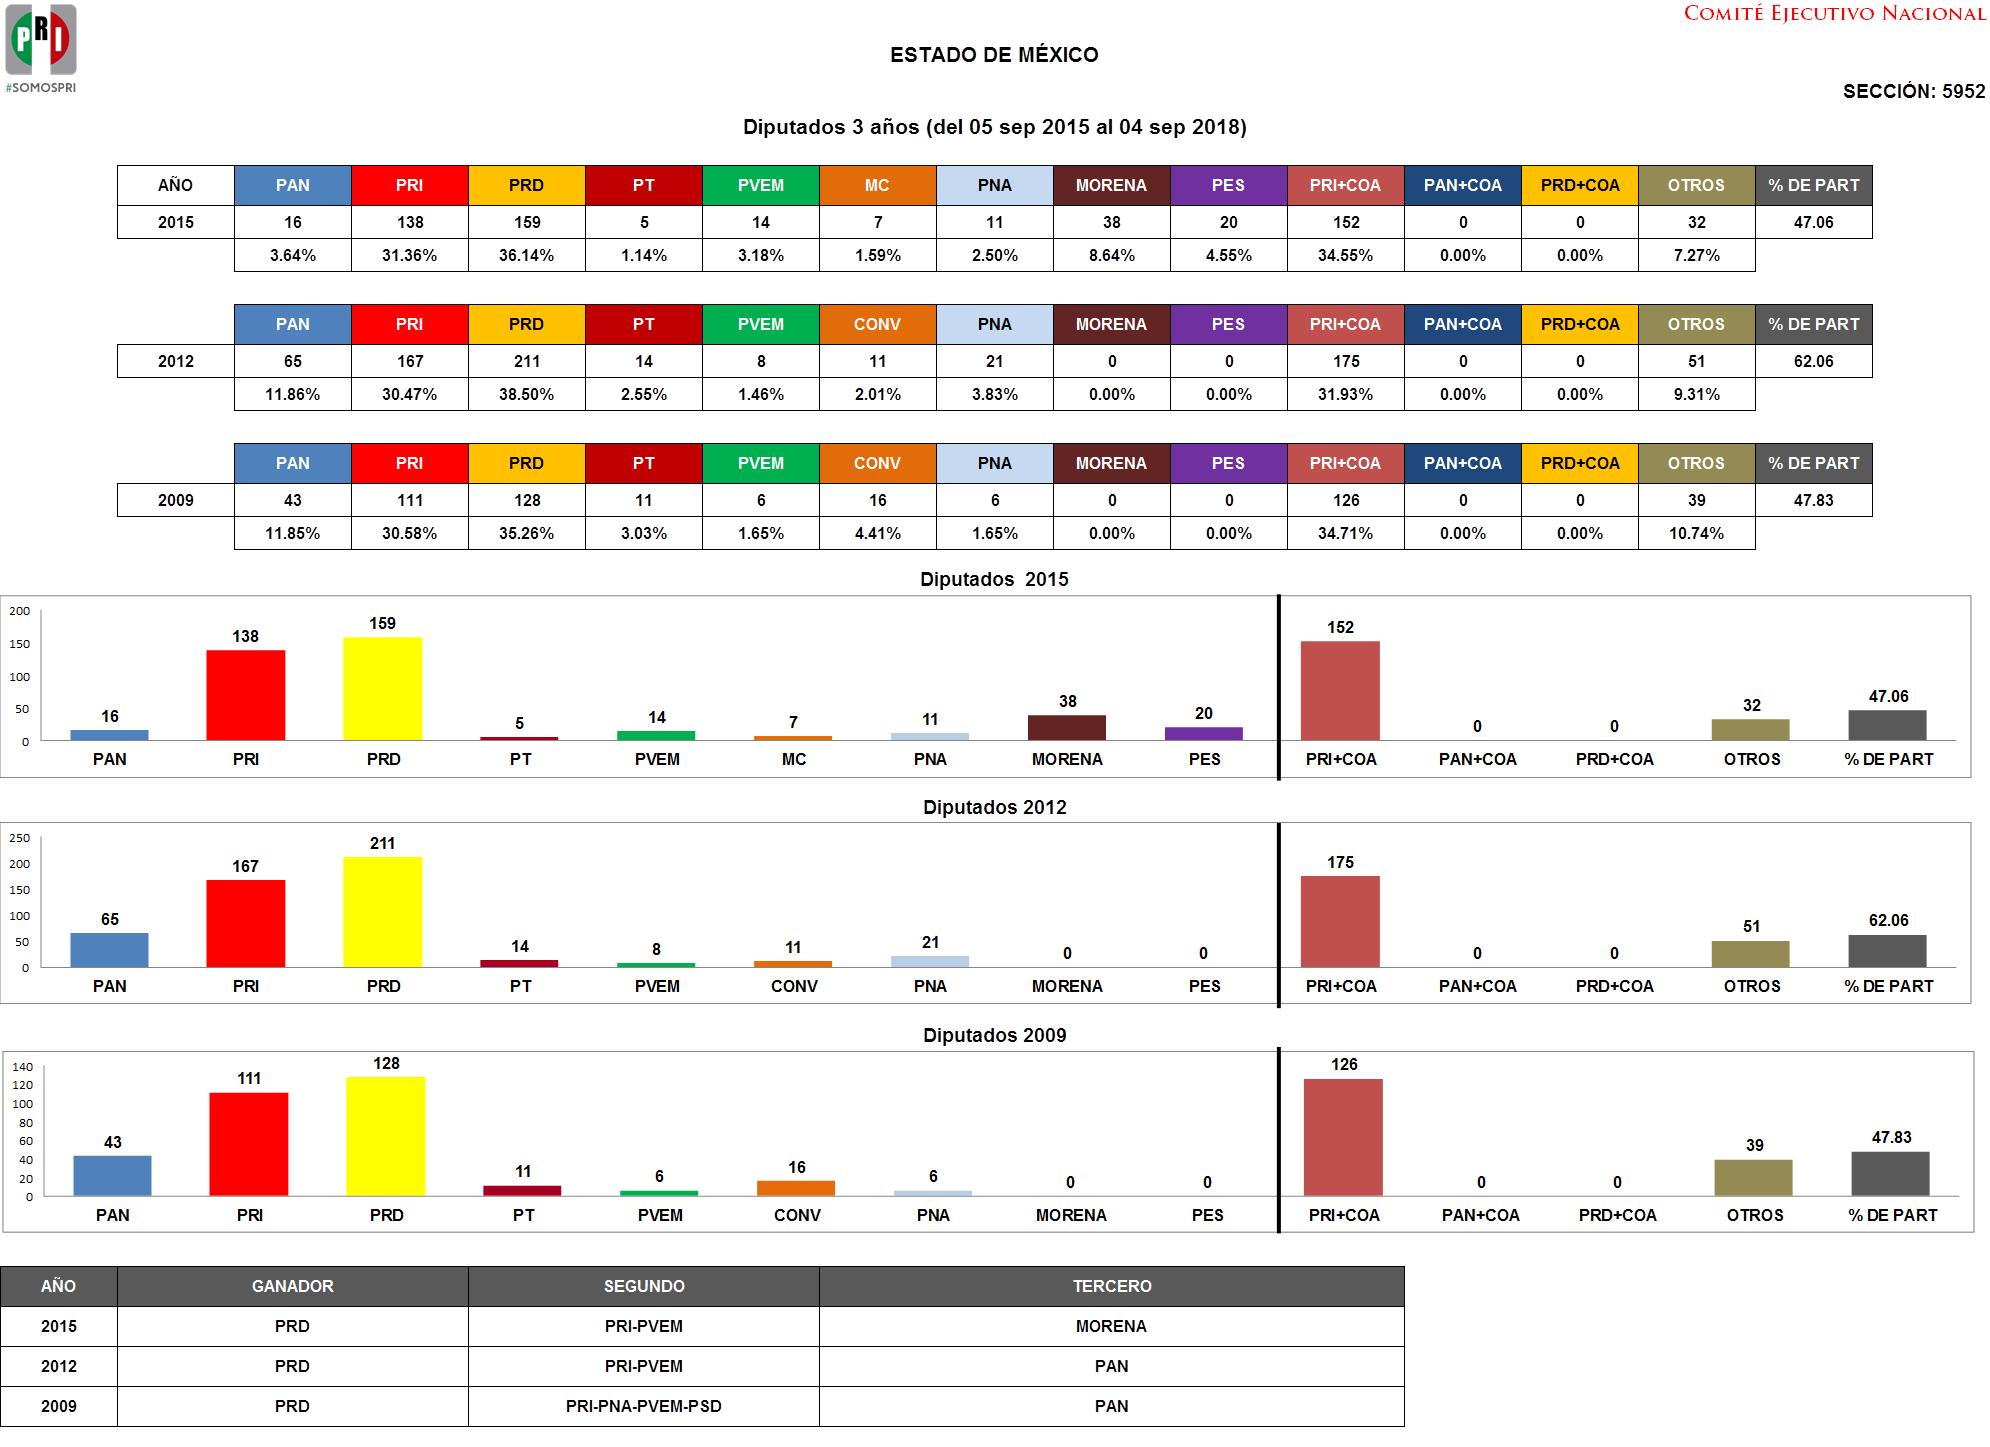 PRI
#SOMOSPRI
COMITÉ EJECUTIVO NACIONAL
ESTADO DE MÉXICO
SECCIÓN: 5952
Diputados 3 años (del 05 sep 2015 al 04 sep 2018)
AÑO PAN PRI PRD PT PVEM MC PNA MORENA PES PRI+COA PAN+COA PRD+COA OTROS % DE PART
2015 16 138 159 5 14 7 11 38 20 152 0 0 32 47.06
3.64% 31.36% 36.14% 1.14% 3.18% 1.59% 2.50% 8.64% 4.55% 34.55% 0.00% 0.00% 7.27%
PAN PRI PRD PT PVEM CONV PNA MORENA PES PRI+COA PAN+COA PRD+COA OTROS % DE PART
2012 65 167 211 14 8 11 21 0 0 175 0 0 51 62.06
11.86% 30.47% 38.50% 2.55% 1.46% 2.01% 3.83% 0.00% 0.00% 31.93% 0.00% 0.00% 9.31%
PAN PRI PRD PT PVEM CONV PNA MORENA PES PRI+COA PAN+COA PRD+COA OTROS % DE PART
2009 43 111 128 11 6 16 6 0 0 126 0 0 39 47.83
11.85% 30.58% 35.26% 3.03% 1.65% 4.41% 1.65% 0.00% 0.00% 34.71% 0.00% 0.00% 10.74%
Diputados 2015
200
150
100
50
0
16 138 159 5 14 7 11 38 20 152 0 0 32 47.06
PAN PRI PRD PT PVEM MC PNA MORENA PES PRI+COA PAN+COA PRD+COA OTROS % DE PART
Diputados 2012
250
200
150
100
50
0
65 167 211 14 8 11 21 0 0 175 0 0 51 62.06
PAN PRI PRD PT PVEM CONV PNA MORENA PES PRI+COA PAN+COA PRD+COA OTROS % DE PART
Diputados 2009
140
120
100
80
60
40
20
0
43 111 128 11 6 16 6 0 0 126 0 0 39 47.83
PAN PRI PRD PT PVEM CONV PNA MORENA PES PRI+COA PAN+COA PRD+COA OTROS % DE PART
AÑO GANADOR SEGUNDO TERCERO
2015 PRD PRI-PVEM MORENA
2012 PRD PRI-PVEM PAN
2009 PRD PRI-PNA-PVEM-PSD PAN